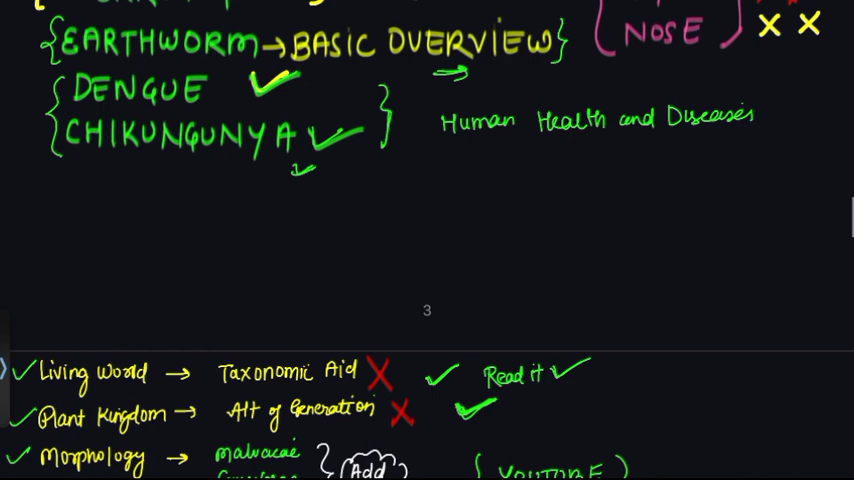 {EARTHWORM → BASIC OVERVIEW} NOSE
{DENGUE
CHIKUNGUNYA} Human Health and Diseases
3
Living World → Taxonomic Aid Read it
Plant Kingdom → Alt of Generation
Morphology → Malvacae {Add} {YOUTUBE}